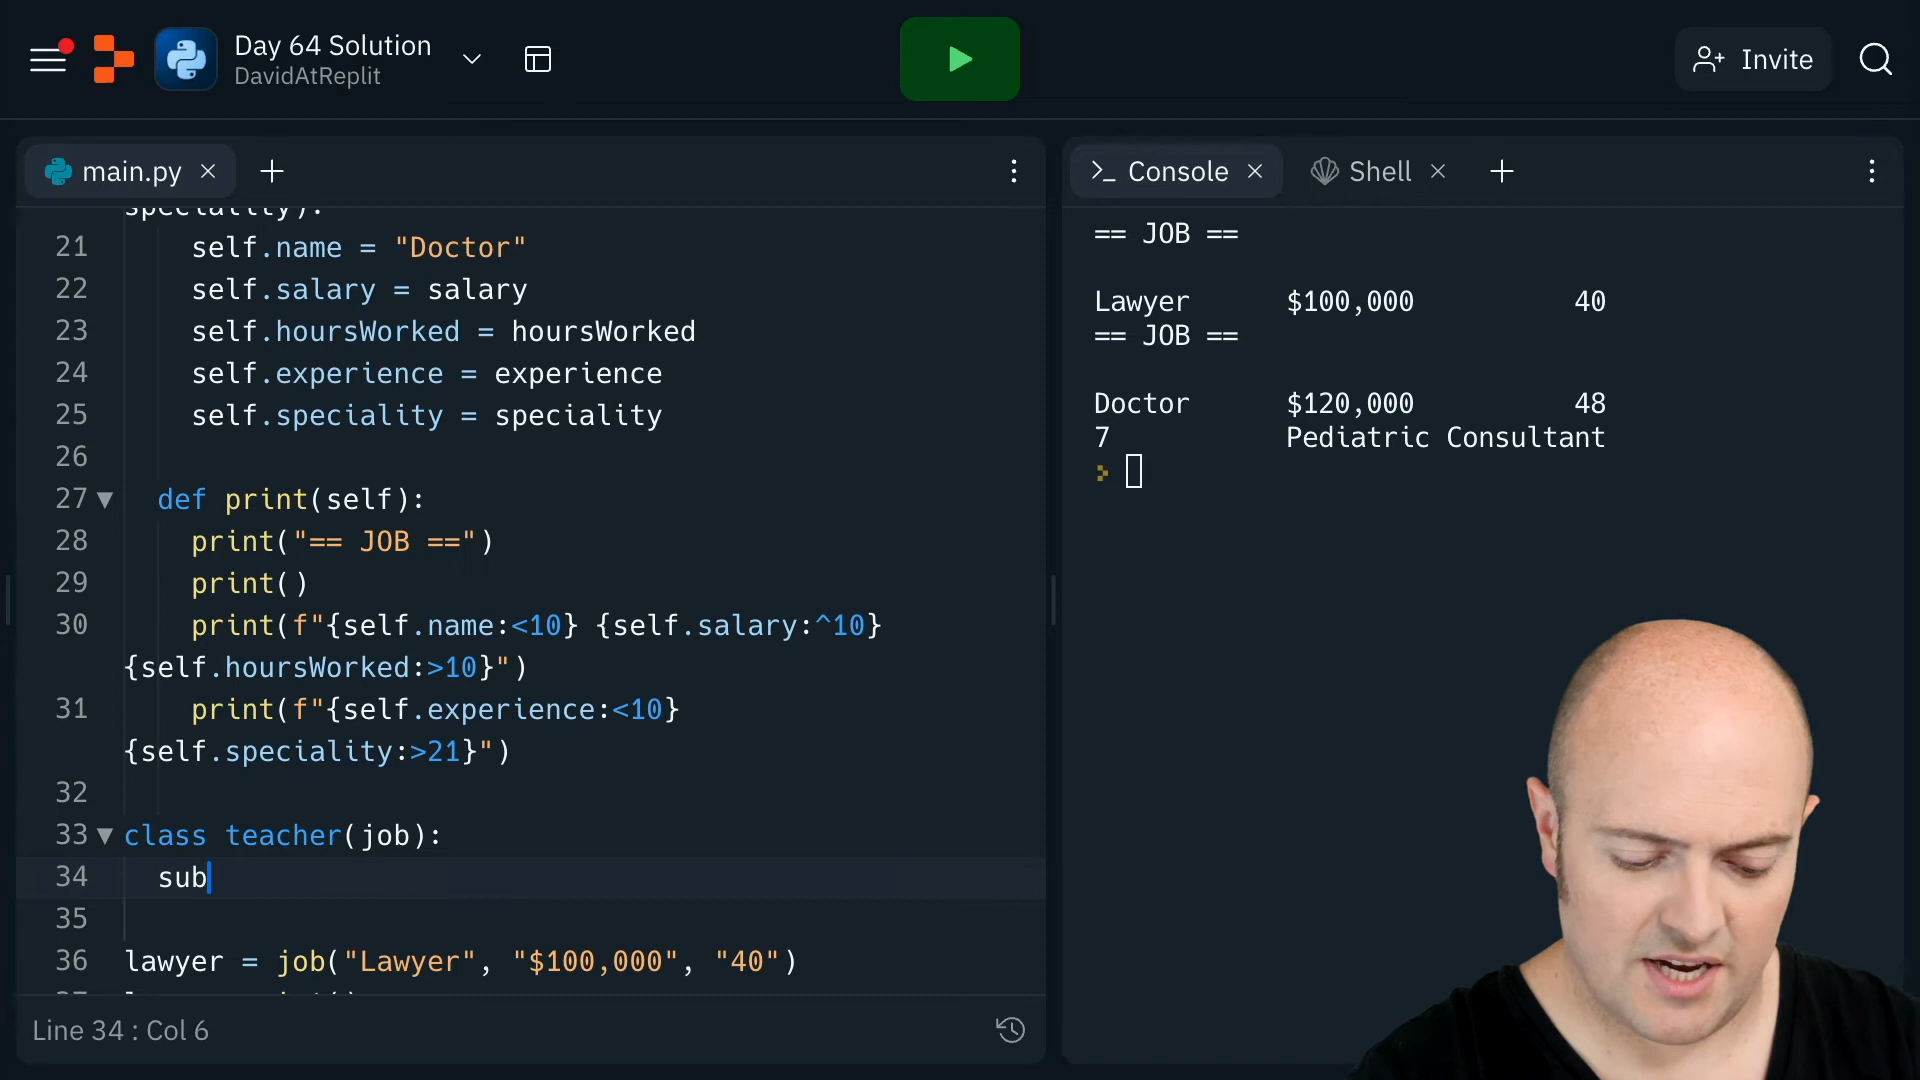 Day 64 Solution
DavidAtReplit
Invite
main.py
speciality):
21 self.name = "Doctor"
22 self.salary = salary
23 self.hoursWorked = hoursWorked
24 self.experience = experience
25 self.speciality = speciality
26
27 def print(self):
28 print("== JOB ==")
29 print()
30 print(f"{self.name:<10} {self.salary:^10}
{self.hoursWorked:>10}")
31 print(f"{self.experience:<10}
{self.speciality:>21}")
32
33 class teacher(job):
34 sub
35
36 lawyer = job("Lawyer", "$100,000", "40")
Line 34 : Col 6
Console
Shell
== JOB ==
Lawyer $100,000 40
== JOB ==
Doctor $120,000 48
7 Pediatric Consultant